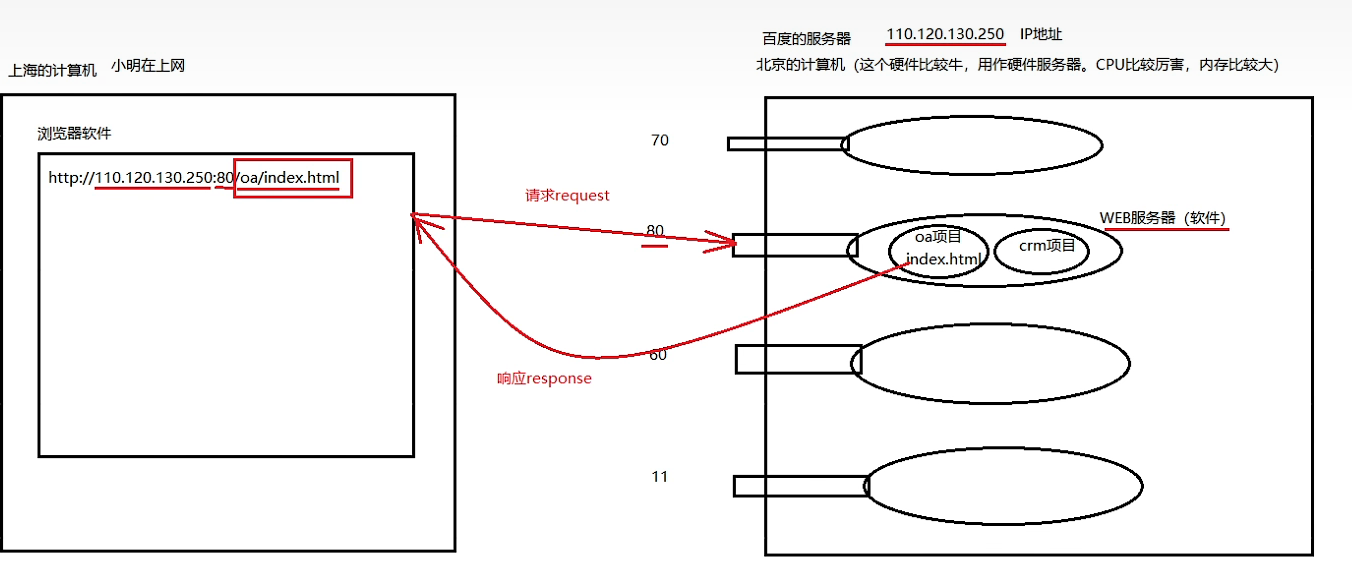 百度的服务器 110.120.130.250 IP地址
上海的计算机 小明在上网
北京的计算机（这个硬件比较牛，用作硬件服务器。CPU比较厉害，内存比较大）
浏览器软件
http://110.120.130.250:80/oa/index.html
70
请求request
80
WEB服务器（软件）
oa项目
index.html
crm项目
60
响应response
11